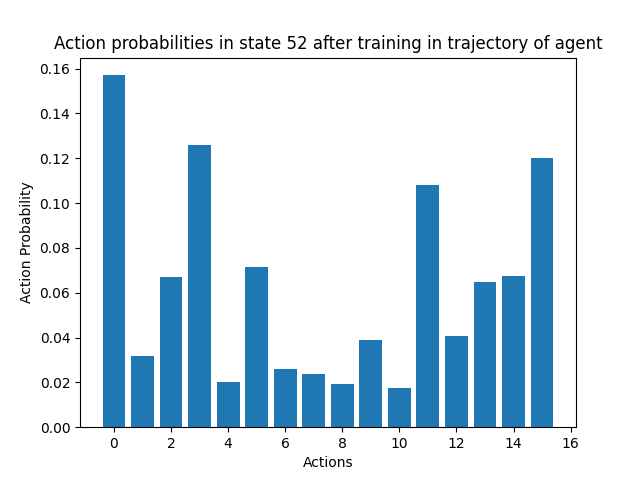 Action probabilities in state 52 after training in trajectory of agent
0.16
0.14
0.12
0.10
0.08
0.06
0.04
0.02
0.00
Action Probability
0 2 4 6 8 10 12 14 16
Actions